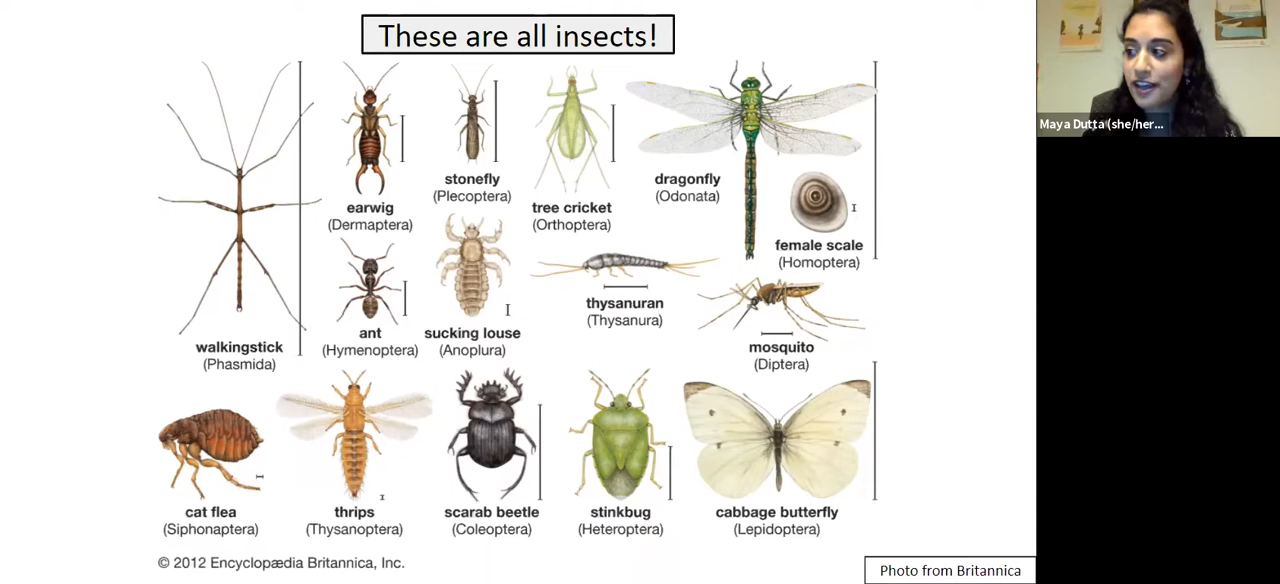 These are all insects!
Maya Dutta (she/her...
earwig
(Dermaptera)
stonefly
(Plecoptera)
tree cricket
(Orthoptera)
dragonfly
(Odonata)
female scale
(Homoptera)
walkingstick
(Phasmida)
ant
(Hymenoptera)
sucking louse
(Anoplura)
thysanuran
(Thysanura)
mosquito
(Diptera)
cat flea
(Siphonaptera)
thrips
(Thysanoptera)
scarab beetle
(Coleoptera)
stinkbug
(Heteroptera)
cabbage butterfly
(Lepidoptera)
© 2012 Encyclopædia Britannica, Inc.
Photo from Britannica